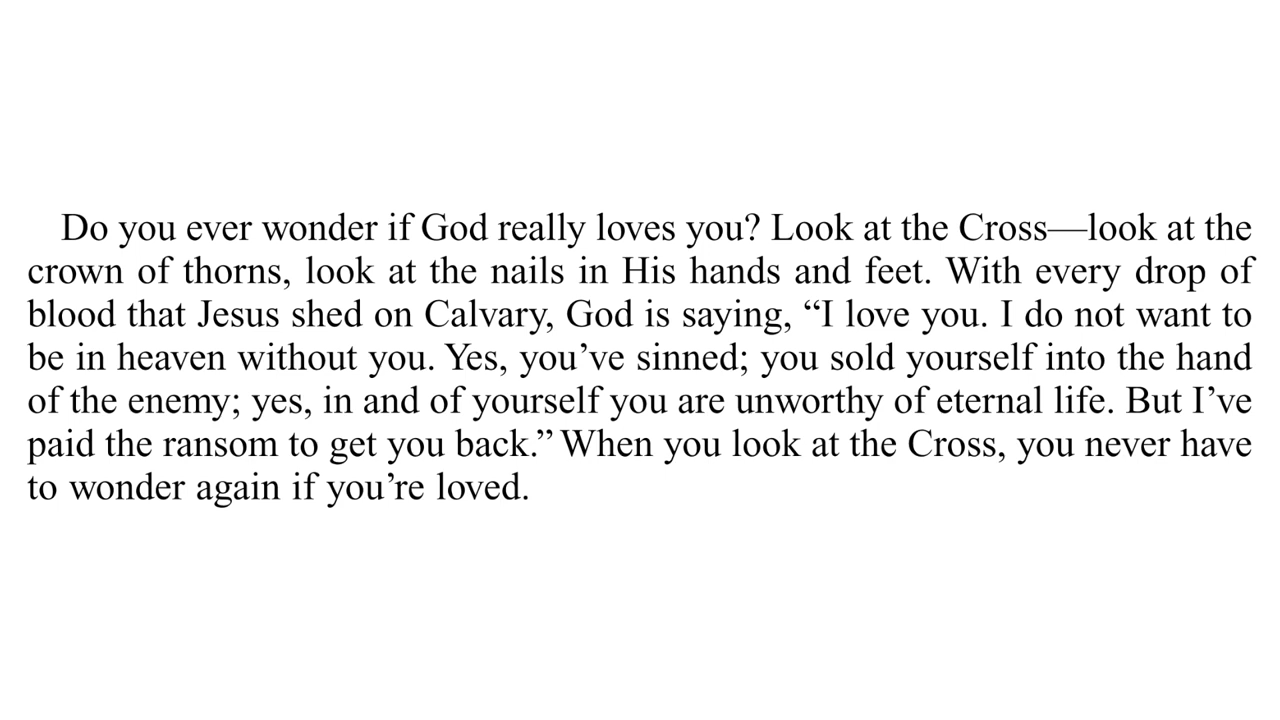 Do you ever wonder if God really loves you? Look at the Cross—look at the
crown of thorns, look at the nails in His hands and feet. With every drop of
blood that Jesus shed on Calvary, God is saying, “I love you. I do not want to
be in heaven without you. Yes, you’ve sinned; you sold yourself into the hand
of the enemy; yes, in and of yourself you are unworthy of eternal life. But I’ve
paid the ransom to get you back.” When you look at the Cross, you never have
to wonder again if you’re loved.